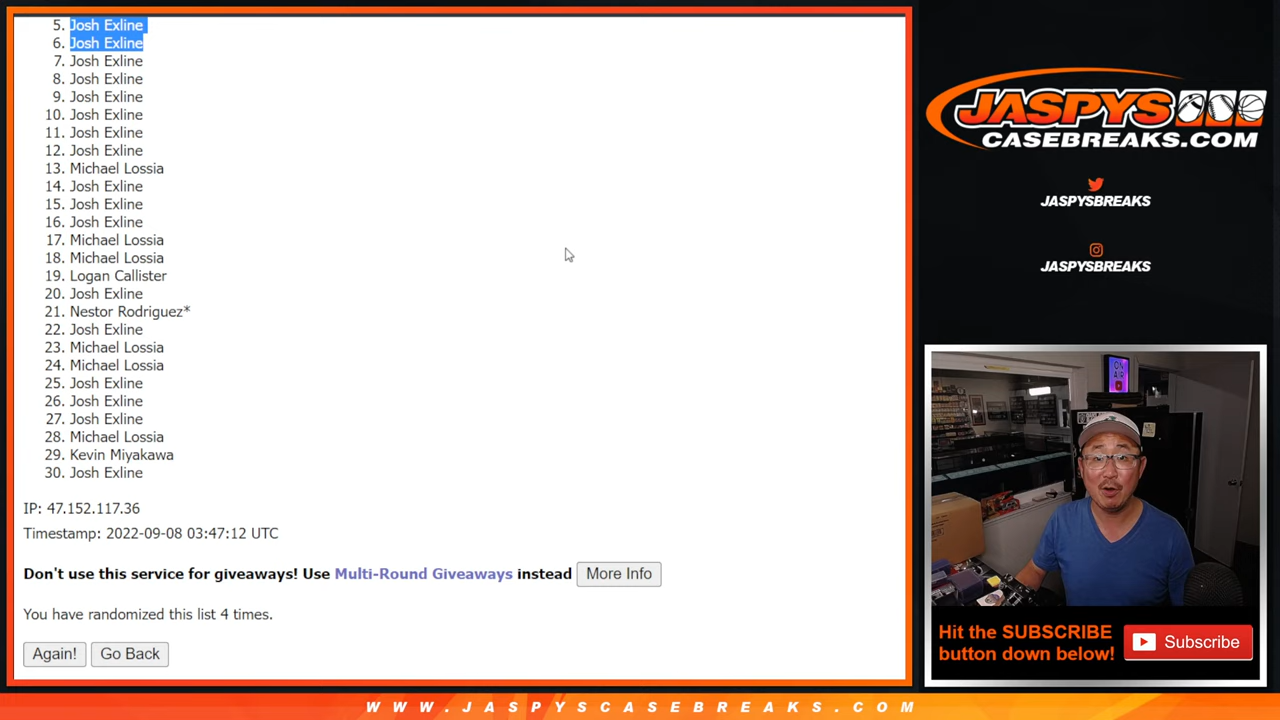 5. Josh Exline
6. Josh Exline
7. Josh Exline
8. Josh Exline
9. Josh Exline
10. Josh Exline
11. Josh Exline
12. Josh Exline
13. Michael Lossia
14. Josh Exline
15. Josh Exline
16. Josh Exline
17. Michael Lossia
18. Michael Lossia
19. Logan Callister
20. Josh Exline
21. Nestor Rodriguez*
22. Josh Exline
23. Michael Lossia
24. Michael Lossia
25. Josh Exline
26. Josh Exline
27. Josh Exline
28. Michael Lossia
29. Kevin Miyakawa
30. Josh Exline
IP: 47.152.117.36
Timestamp: 2022-09-08 03:47:12 UTC
Don't use this service for giveaways! Use Multi-Round Giveaways instead More Info
You have randomized this list 4 times.
Again! Go Back
JASPYS
CASEBREAKS.COM
JASPYSBREAKS
JASPYSBREAKS
ON
AIR
Hit the SUBSCRIBE
button down below!
Subscribe
WWW.JASPYSCASEBREAKS.COM